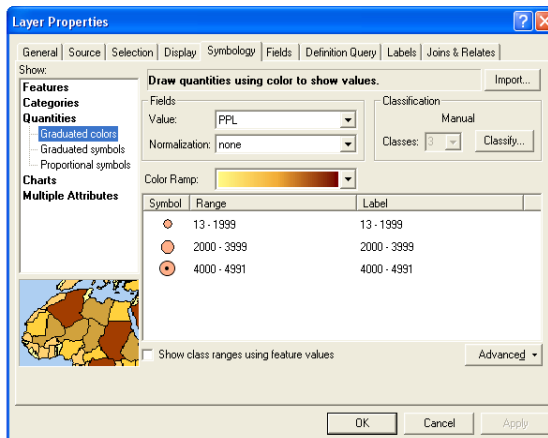 Layer Properties
General Source Selection Display Symbology Fields Definition Query Labels Joins & Relates
Show:
Features
Categories
Quantities
Graduated colors
Graduated symbols
Proportional symbols
Charts
Multiple Attributes
Draw quantities using color to show values.
Import...
Fields
Value: PPL
Normalization: none
Classification
Manual
Classes: 3 Classify...
Color Ramp:
Symbol Range Label
13 - 1999 13 - 1999
2000 - 3999 2000 - 3999
4000 - 4991 4000 - 4991
Show class ranges using feature values
Advanced
OK Cancel Apply